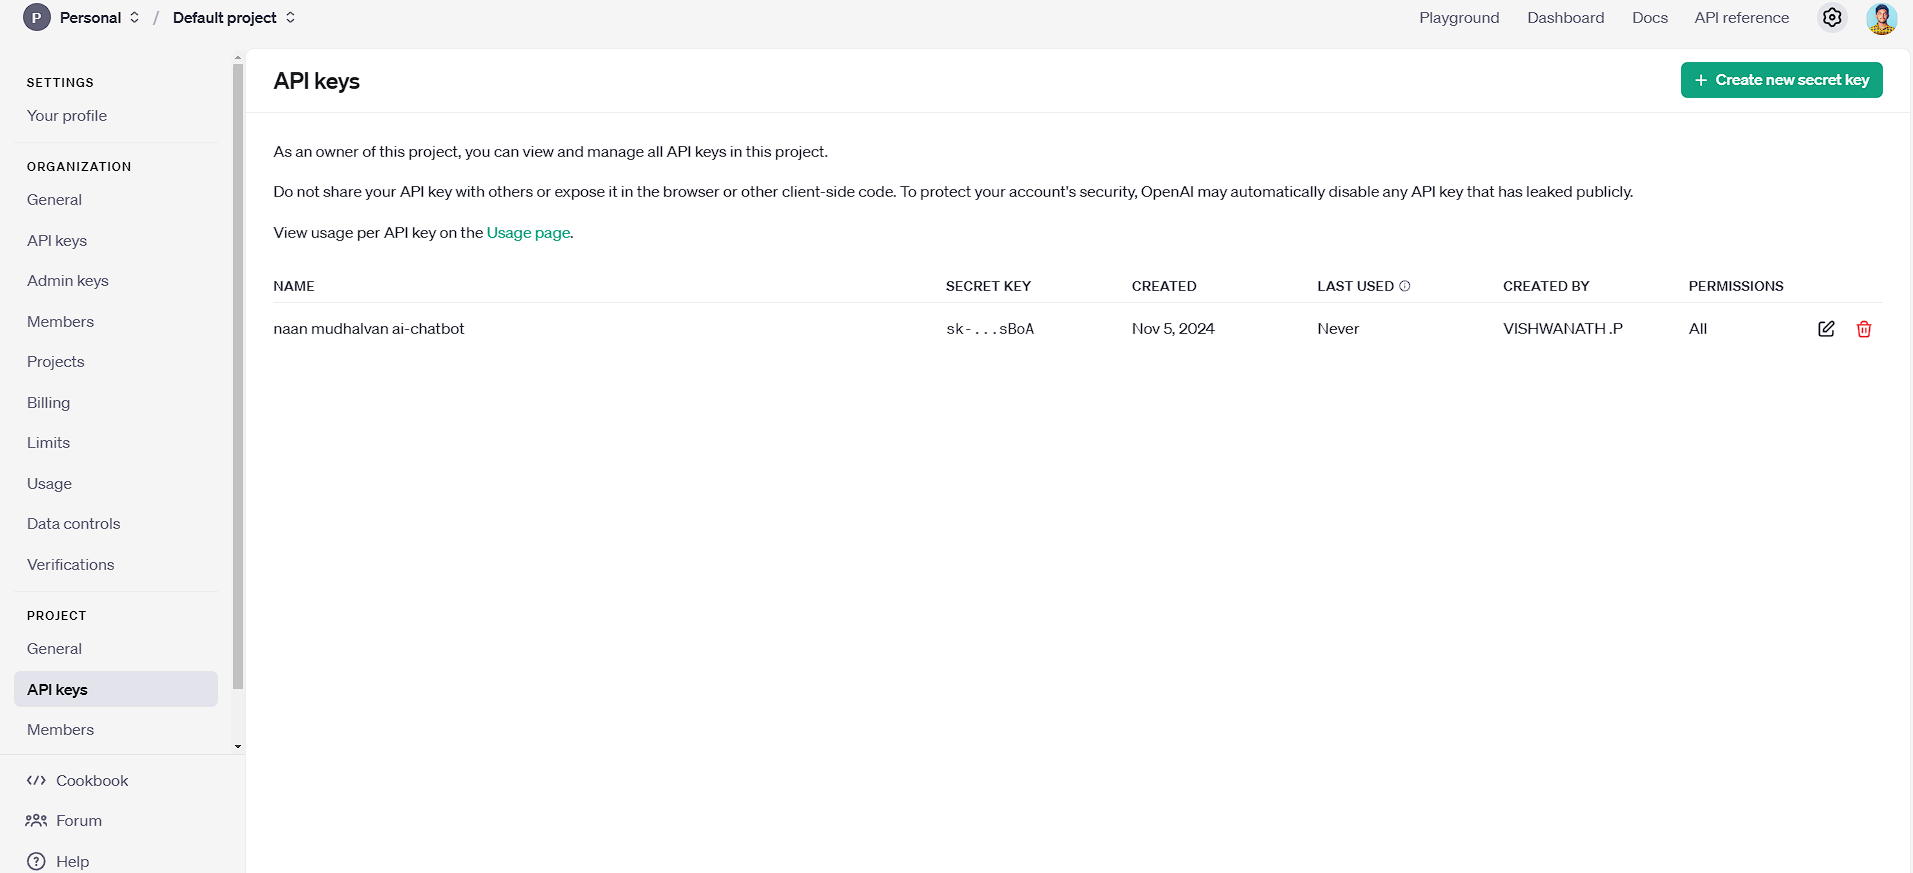 P Personal / Default project
Playground Dashboard Docs API reference
SETTINGS
Your profile
ORGANIZATION
General
API keys
Admin keys
Members
Projects
Billing
Limits
Usage
Data controls
Verifications
PROJECT
General
API keys
Members
Cookbook
Forum
Help
API keys
+ Create new secret key
As an owner of this project, you can view and manage all API keys in this project.
Do not share your API key with others or expose it in the browser or other client-side code. To protect your account's security, OpenAI may automatically disable any API key that has leaked publicly.
View usage per API key on the Usage page.
NAME SECRET KEY CREATED LAST USED CREATED BY PERMISSIONS
naan mudhalvan ai-chatbot sk-...sBoA Nov 5, 2024 Never VISHWANATH .P All